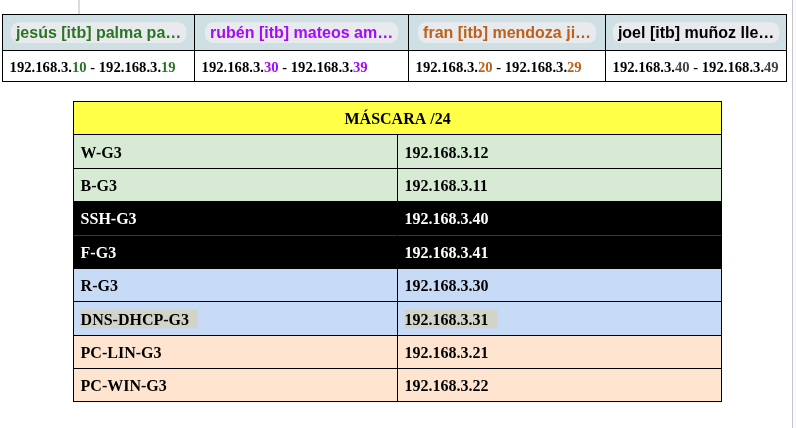 jesús [itb] palma pa... rubén [itb] mateos am... fran [itb] mendoza ji... joel [itb] muñoz lle...
192.168.3.10 - 192.168.3.19 192.168.3.30 - 192.168.3.39 192.168.3.20 - 192.168.3.29 192.168.3.40 - 192.168.3.49
MÁSCARA /24
W-G3 192.168.3.12
B-G3 192.168.3.11
SSH-G3 192.168.3.40
F-G3 192.168.3.41
R-G3 192.168.3.30
DNS-DHCP-G3 192.168.3.31
PC-LIN-G3 192.168.3.21
PC-WIN-G3 192.168.3.22